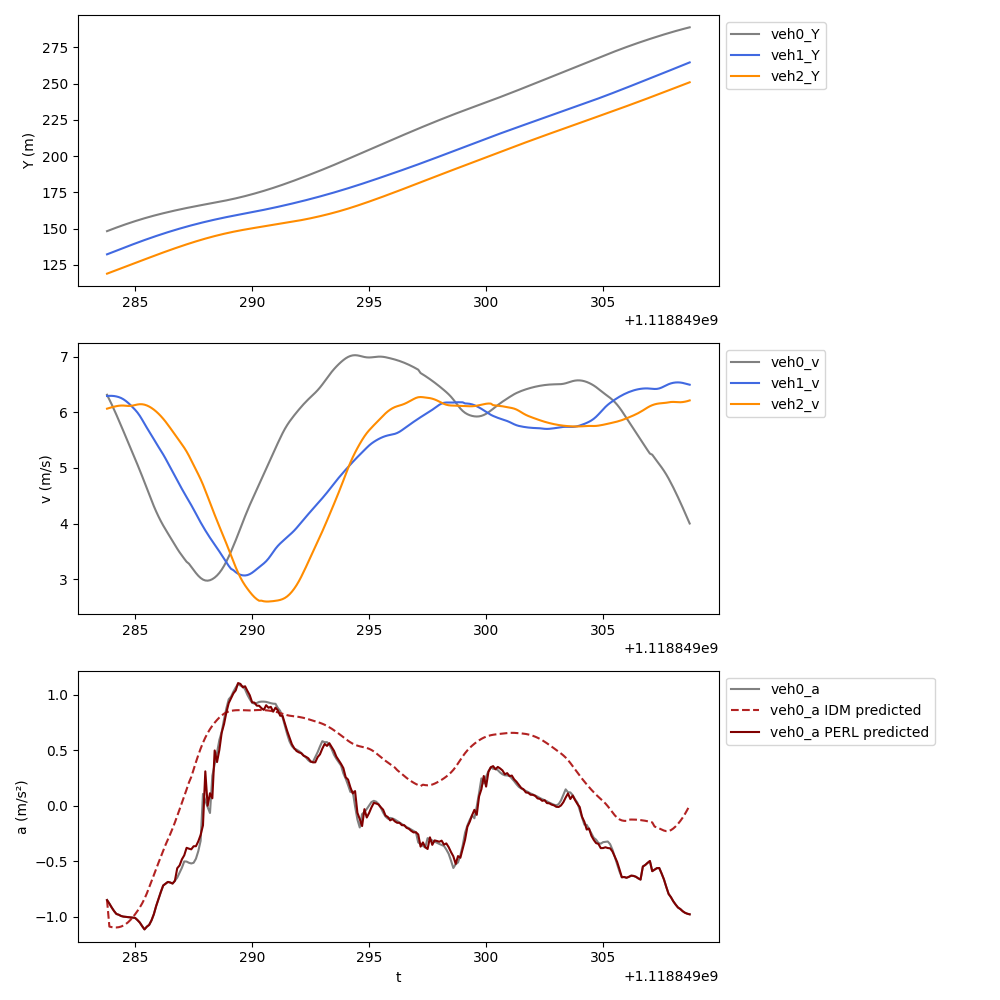 275
250
225
200
175
150
125
Y (m)
285 290 295 300 305
+1.118849e9
veh0_Y
veh1_Y
veh2_Y
7
6
5
4
3
v (m/s)
285 290 295 300 305
+1.118849e9
veh0_v
veh1_v
veh2_v
1.0
0.5
0.0
−0.5
−1.0
a (m/s²)
285 290 295 300 305
t
+1.118849e9
veh0_a
veh0_a IDM predicted
veh0_a PERL predicted